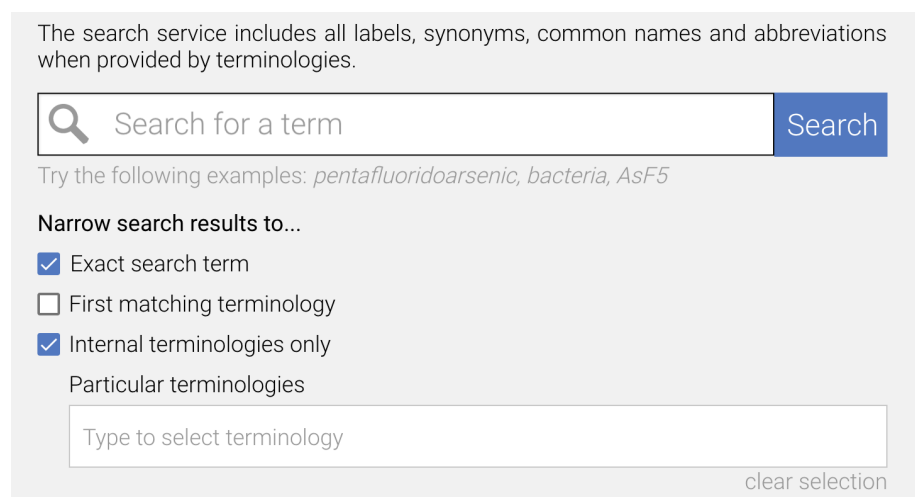 The search service includes all labels, synonyms, common names and abbreviations
when provided by terminologies.
Search for a term
Search
Try the following examples: pentafluoridoarsenic, bacteria, AsF5
Narrow search results to...
Exact search term
First matching terminology
Internal terminologies only
Particular terminologies
Type to select terminology
clear selection